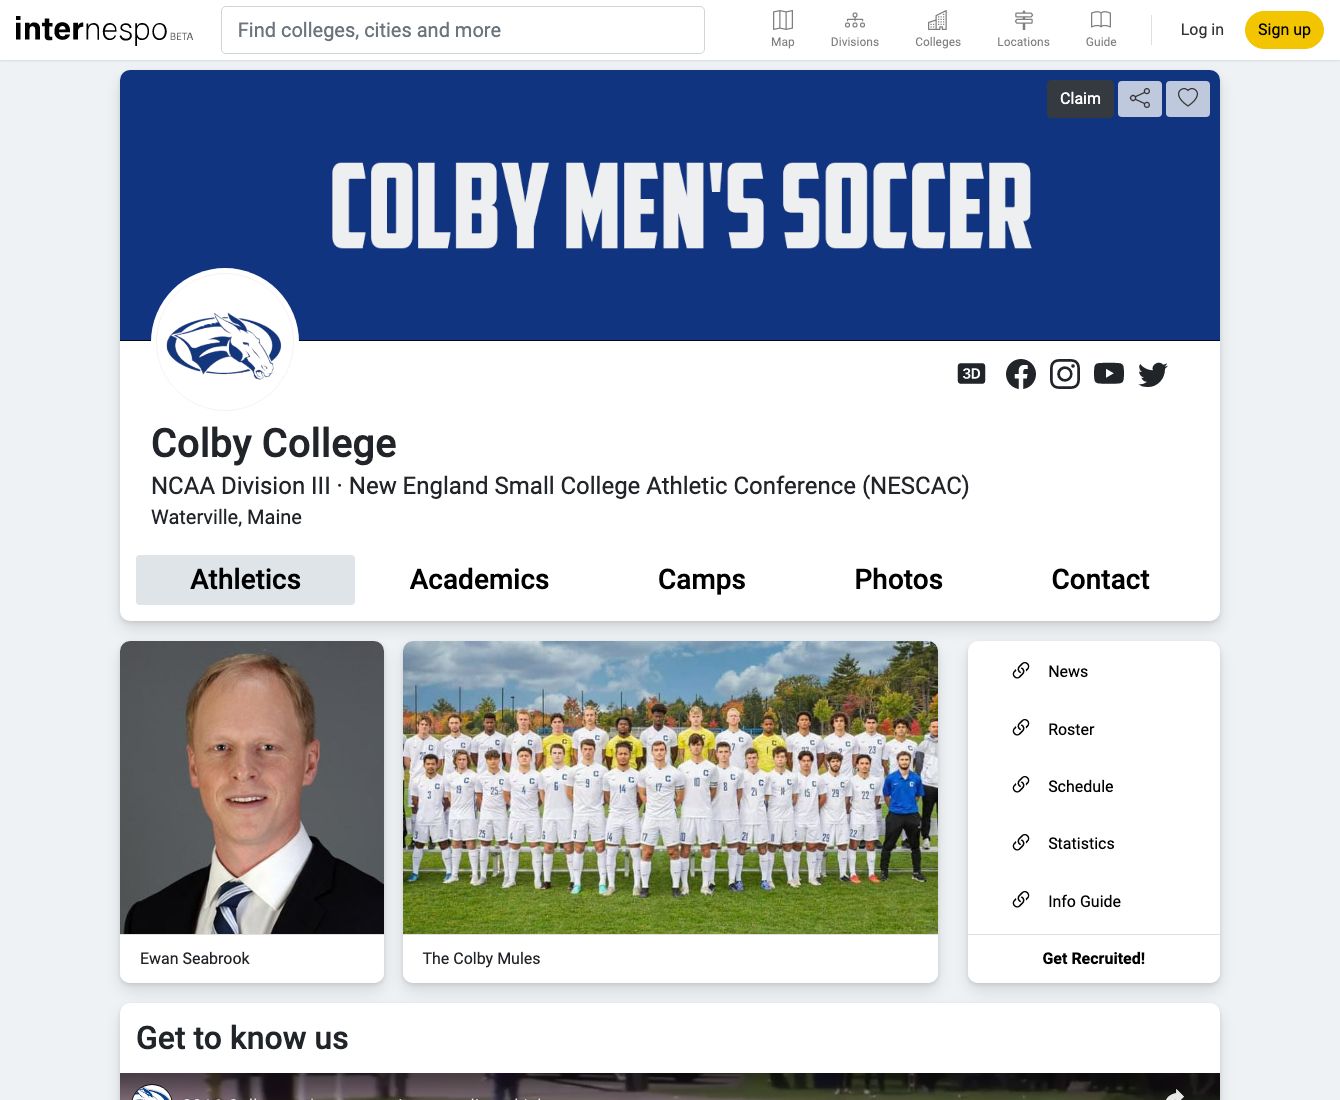 internespo BETA
Find colleges, cities and more
Map
Divisions
Colleges
Locations
Guide
Log in
Sign up
Claim
COLBY MEN'S SOCCER
3D
Colby College
NCAA Division III · New England Small College Athletic Conference (NESCAC)
Waterville, Maine
Athletics
Academics
Camps
Photos
Contact
News
Roster
Schedule
Statistics
Info Guide
Ewan Seabrook
The Colby Mules
Get Recruited!
Get to know us